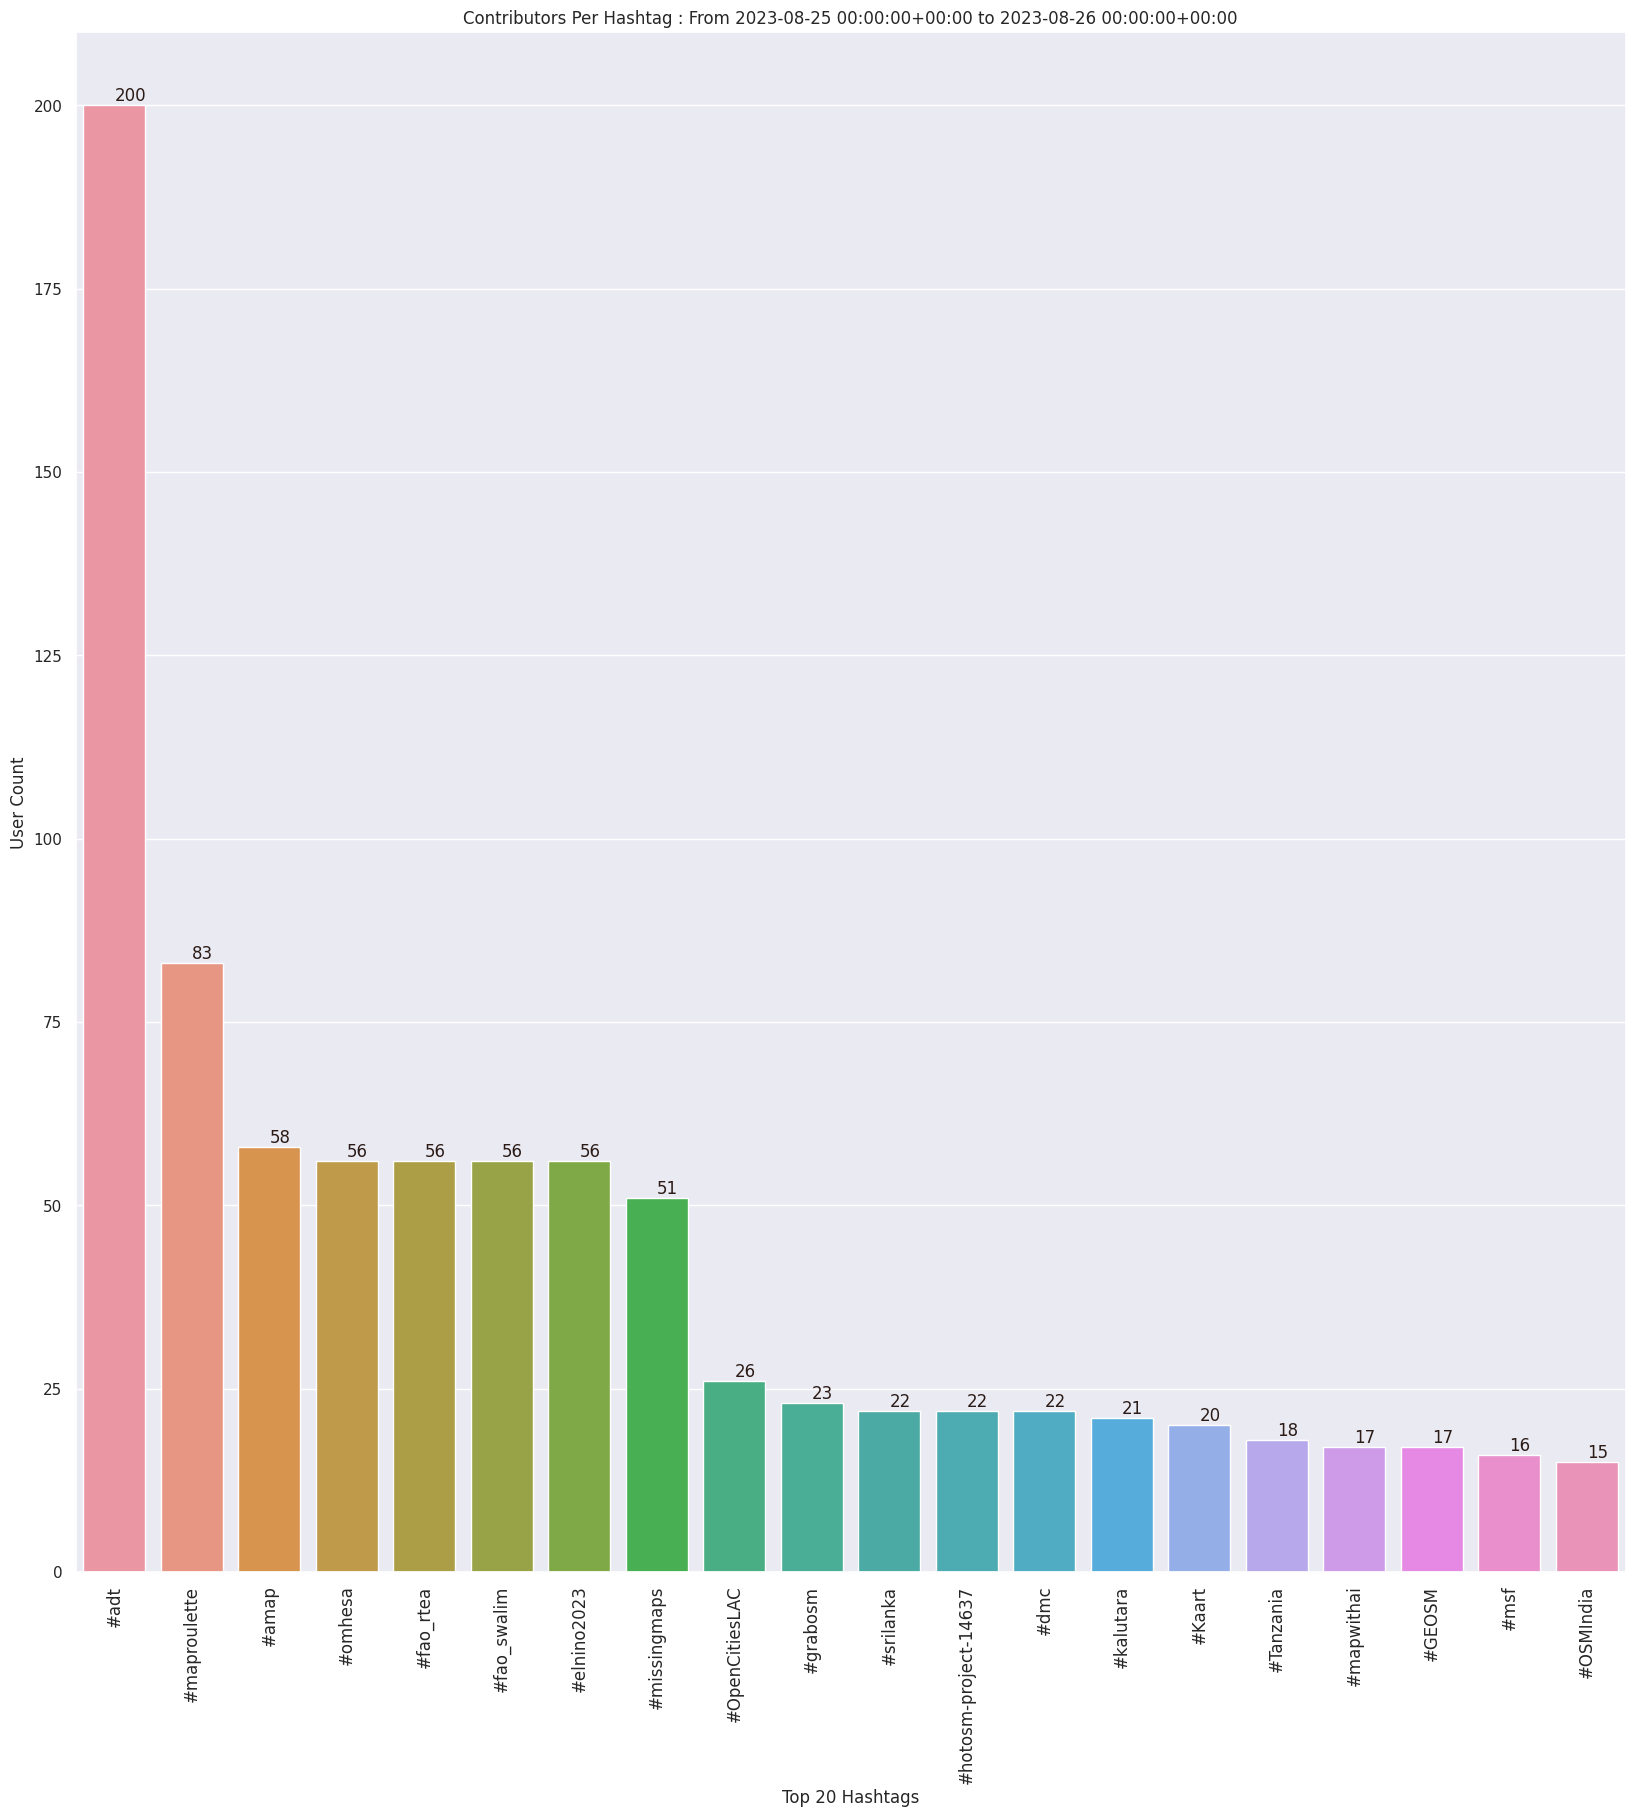 Contributors Per Hashtag : From 2023-08-25 00:00:00+00:00 to 2023-08-26 00:00:00+00:00
User Count
200
175
150
125
100
75
50
25
0
200
83
58
56
56
56
56
51
26
23
22
22
22
21
20
18
17
17
16
15
#adt
#maproulette
#amap
#omhesa
#fao_rtea
#fao_swalim
#elnino2023
#missingmaps
#OpenCitiesLAC
#grabosm
#srilanka
#hotosm-project-14637
#dmc
#kalutara
#Kaart
#Tanzania
#mapwithai
#GEOSM
#msf
#OSMIndia
Top 20 Hashtags